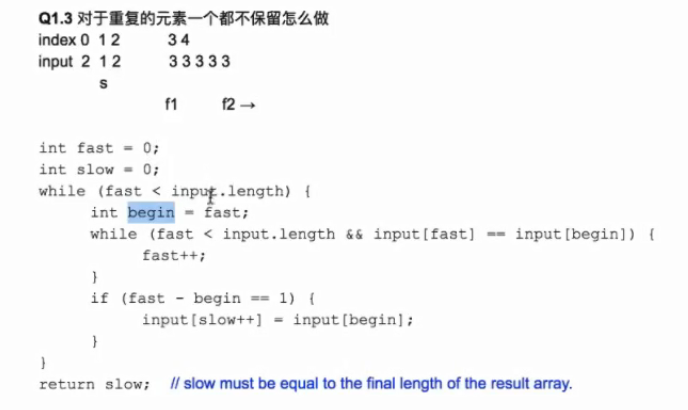 Q1.3 对于重复的元素一个都不保留怎么做
index 0 1 2 3 4
input 2 1 2 3 3 3 3 3
s
f1 f2 →
int fast = 0;
int slow = 0;
while (fast < input.length) {
int begin = fast;
while (fast < input.length && input[fast] == input[begin]) {
fast++;
}
if (fast - begin == 1) {
input[slow++] = input[begin];
}
}
return slow; // slow must be equal to the final length of the result array.